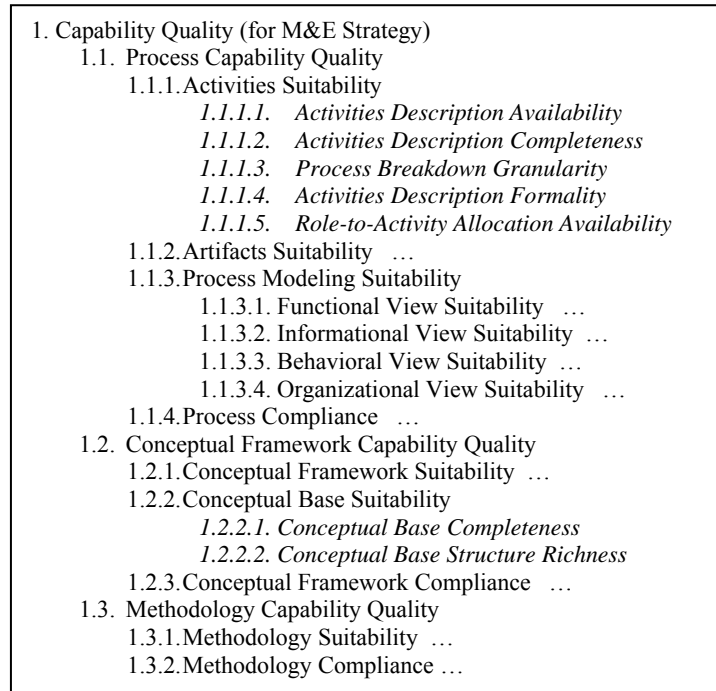 1. Capability Quality (for M&E Strategy)
1.1. Process Capability Quality
1.1.1.Activities Suitability
1.1.1.1. Activities Description Availability
1.1.1.2. Activities Description Completeness
1.1.1.3. Process Breakdown Granularity
1.1.1.4. Activities Description Formality
1.1.1.5. Role-to-Activity Allocation Availability
1.1.2.Artifacts Suitability …
1.1.3.Process Modeling Suitability
1.1.3.1. Functional View Suitability …
1.1.3.2. Informational View Suitability …
1.1.3.3. Behavioral View Suitability …
1.1.3.4. Organizational View Suitability …
1.1.4.Process Compliance …
1.2. Conceptual Framework Capability Quality
1.2.1.Conceptual Framework Suitability …
1.2.2.Conceptual Base Suitability
1.2.2.1. Conceptual Base Completeness
1.2.2.2. Conceptual Base Structure Richness
1.2.3.Conceptual Framework Compliance …
1.3. Methodology Capability Quality
1.3.1.Methodology Suitability …
1.3.2.Methodology Compliance …